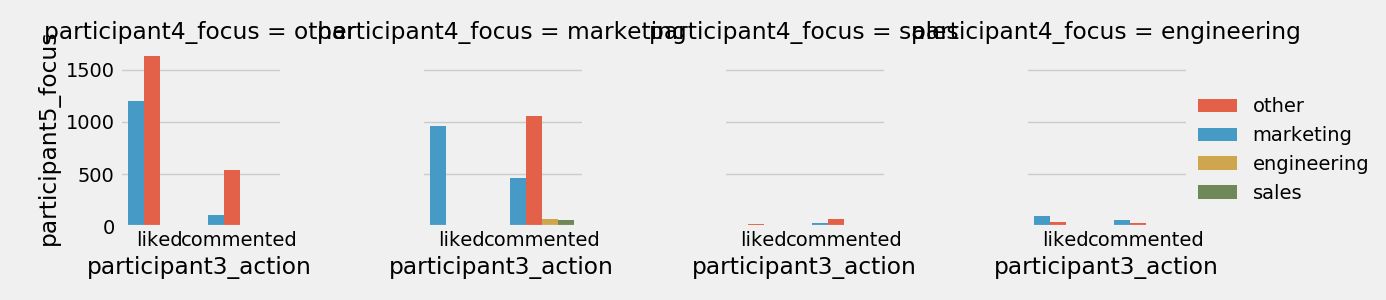 participant4_focus = other
participant4_focus = marketing
participant4_focus = sales
participant4_focus = engineering
participant5_focus
1500
1000
500
0
liked
commented
liked
commented
liked
commented
liked
commented
participant3_action
participant3_action
participant3_action
participant3_action
other
marketing
engineering
sales